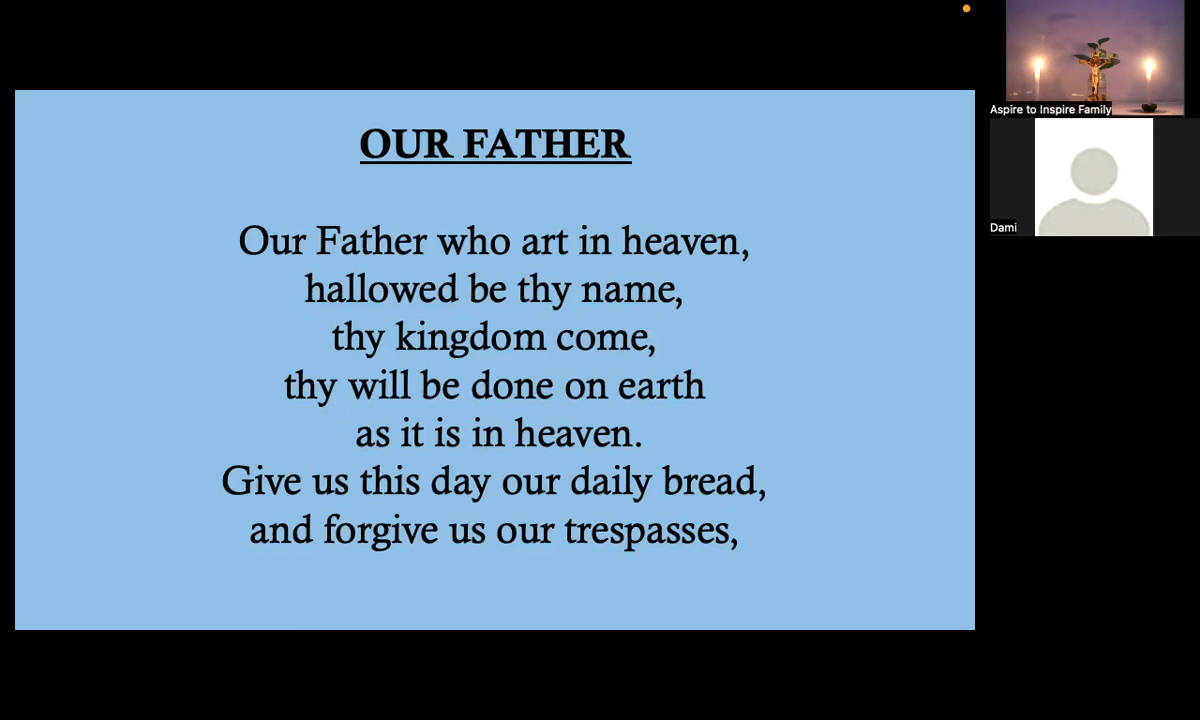 OUR FATHER
Our Father who art in heaven,
hallowed be thy name,
thy kingdom come,
thy will be done on earth
as it is in heaven.
Give us this day our daily bread,
and forgive us our trespasses,
Aspire to Inspire Family
Dami